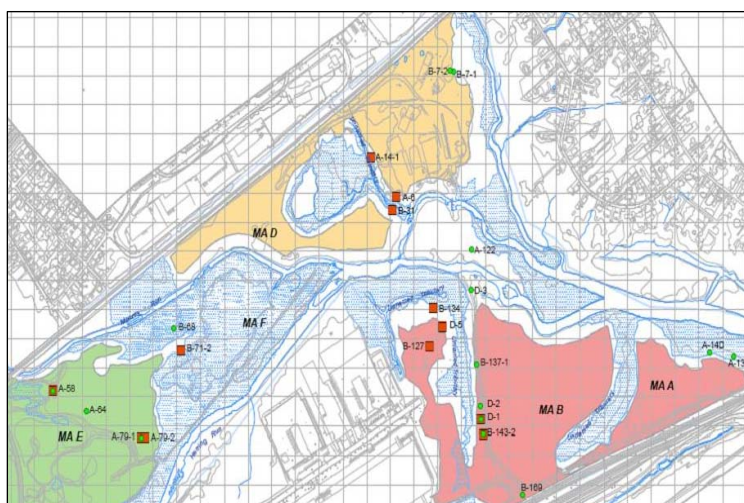 B-7-2 B-7-1
A-14-1
A-6
B-21
MA D
A-122
D-3
B-134
D-5
B-127
MA F
B-68
B-71-2
B-137-1
A-140
A-13
MA A
A-58
A-64
MA E
A-79-1 A-79-2
D-2
D-1
MA B
B-143-2
B-169